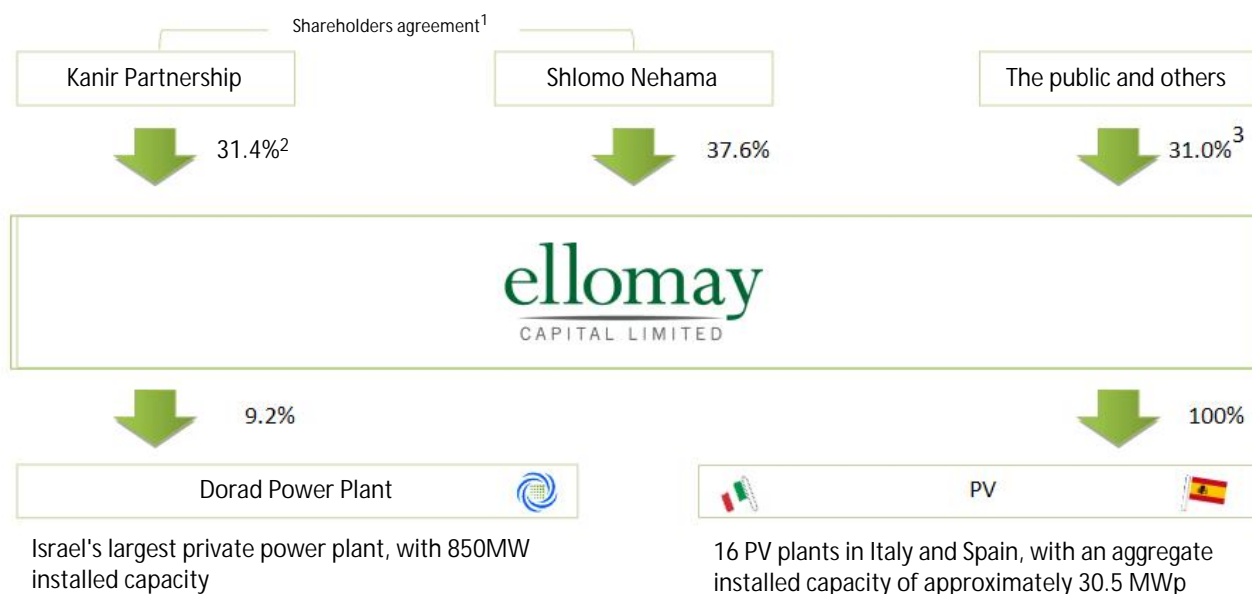 Shareholders agreement1
Kanir Partnership
Shlomo Nehama
The public and others
31.4%2
37.6%
31.0%3
ellomay
CAPITAL LIMITED
9.2%
100%
Dorad Power Plant
PV
Israel's largest private power plant, with 850MW
installed capacity
16 PV plants in Italy and Spain, with an aggregate
installed capacity of approximately 30.5 MWp